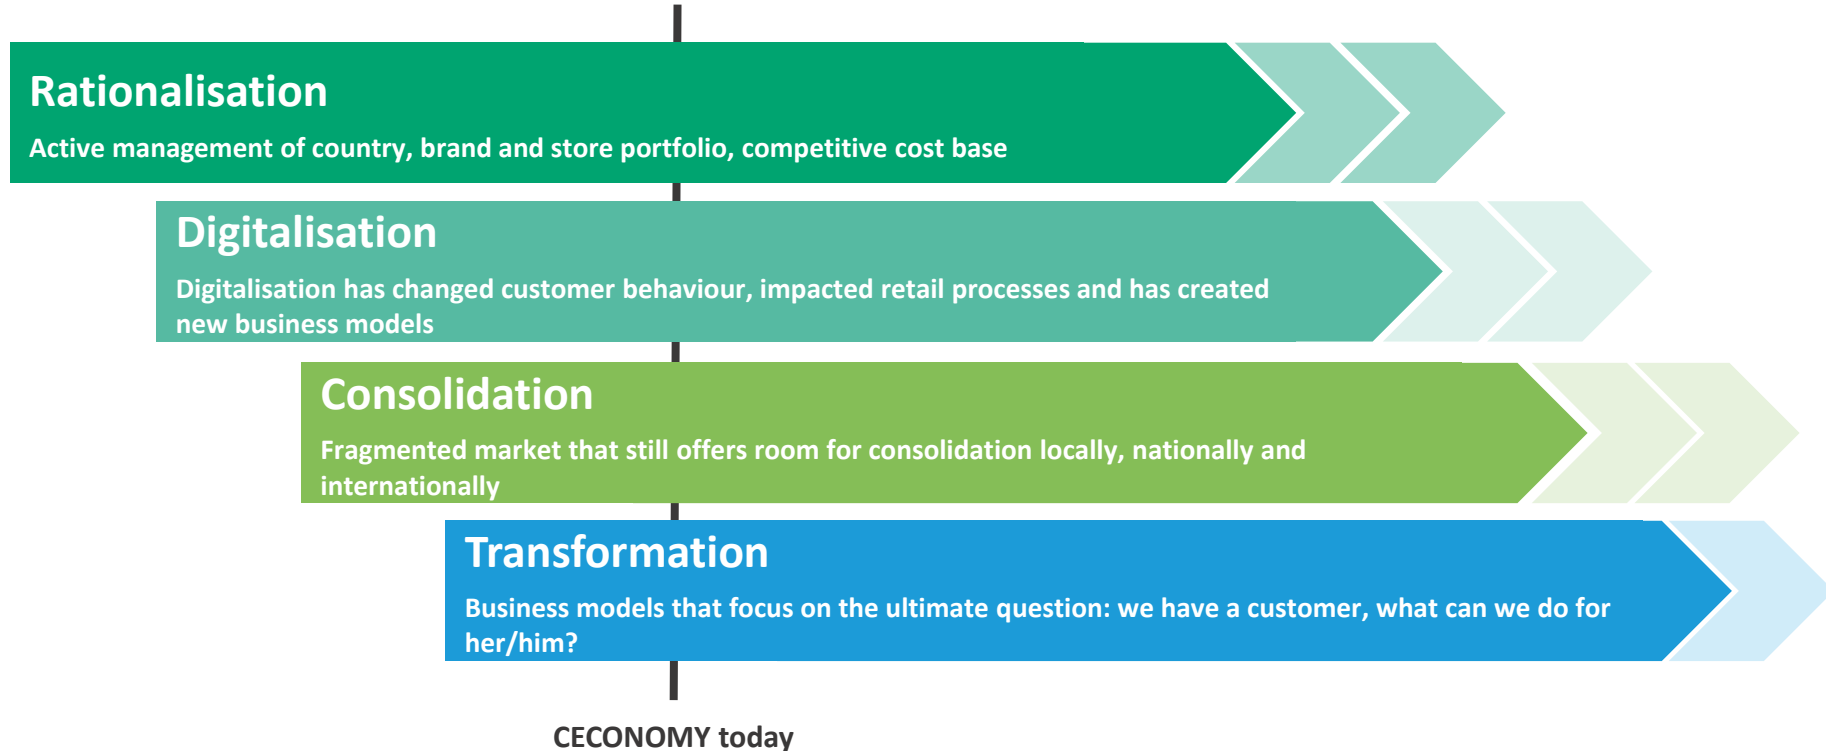 Rationalisation
Active management of country, brand and store portfolio, competitive cost base
Digitalisation
Digitalisation has changed customer behaviour, impacted retail processes and has created
new business models
Consolidation
Fragmented market that still offers room for consolidation locally, nationally and
internationally
Transformation
Business models that focus on the ultimate question: we have a customer, what can we do for
her/him?
CECONOMY today